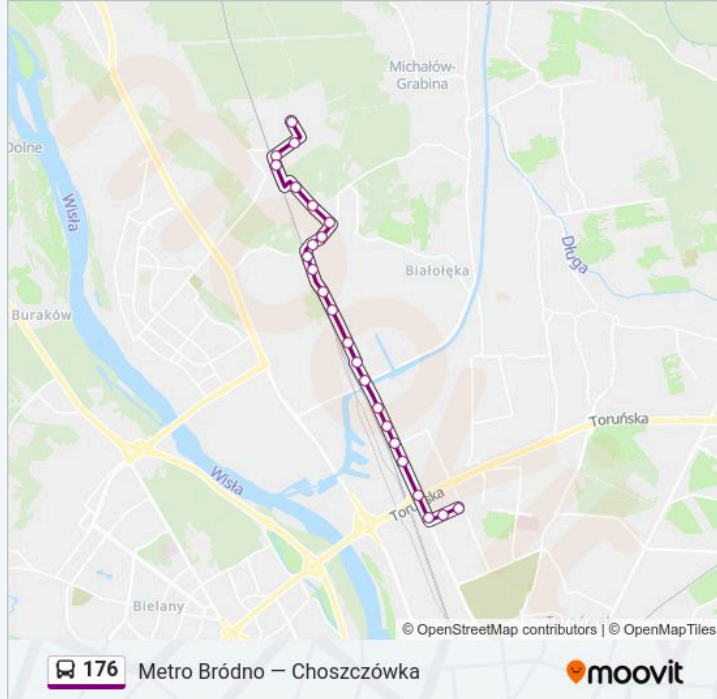 Michałów-
Grabina
Dolne
Wisła
Długa
Białołęka
Buraków
Toruńska
Wisła
Toruńska
Bielany
© OpenStreetMap contributors | © OpenMapTiles
176 Metro Bródno — Choszczówka
moovit